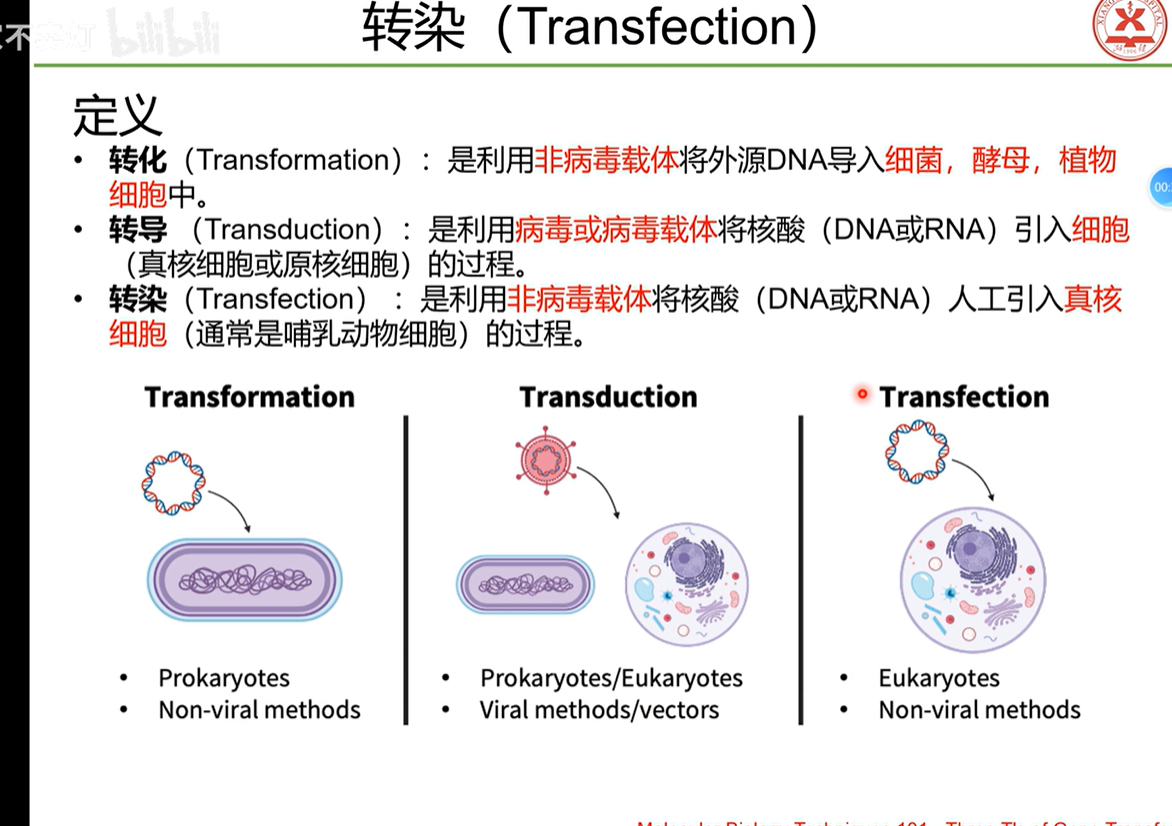 转染（Transfection）
bilibili
定义
• 转化（Transformation）：是利用非病毒载体将外源DNA导入细菌，酵母，植物
细胞中。
• 转导 （Transduction）：是利用病毒或病毒载体将核酸（DNA或RNA）引入细胞
（真核细胞或原核细胞）的过程。
• 转染（Transfection） ：是利用非病毒载体将核酸（DNA或RNA）人工引入真核
细胞（通常是哺乳动物细胞）的过程。
00:
Transformation
• Prokaryotes
• Non-viral methods
Transduction
• Prokaryotes/Eukaryotes
• Viral methods/vectors
Transfection
• Eukaryotes
• Non-viral methods